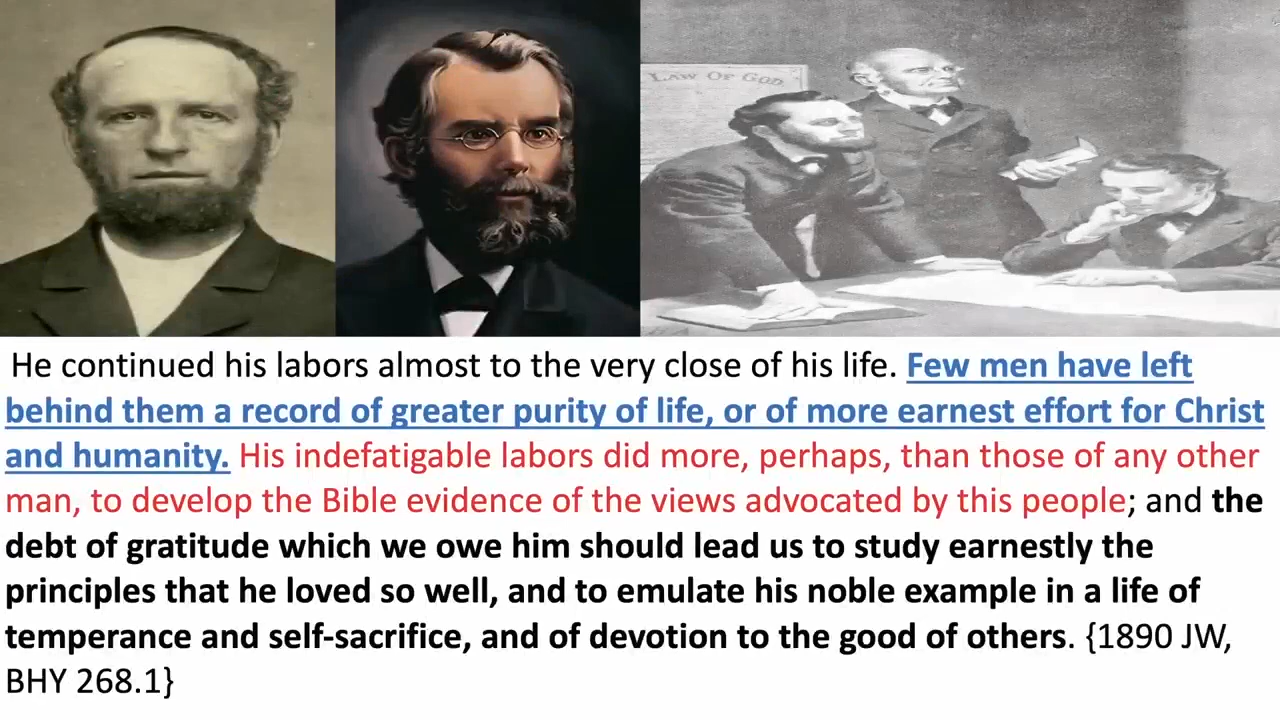 LAW OF GOD
He continued his labors almost to the very close of his life. Few men have left
behind them a record of greater purity of life, or of more earnest effort for Christ
and humanity. His indefatigable labors did more, perhaps, than those of any other
man, to develop the Bible evidence of the views advocated by this people; and the
debt of gratitude which we owe him should lead us to study earnestly the
principles that he loved so well, and to emulate his noble example in a life of
temperance and self-sacrifice, and of devotion to the good of others. {1890 JW,
BHY 268.1}